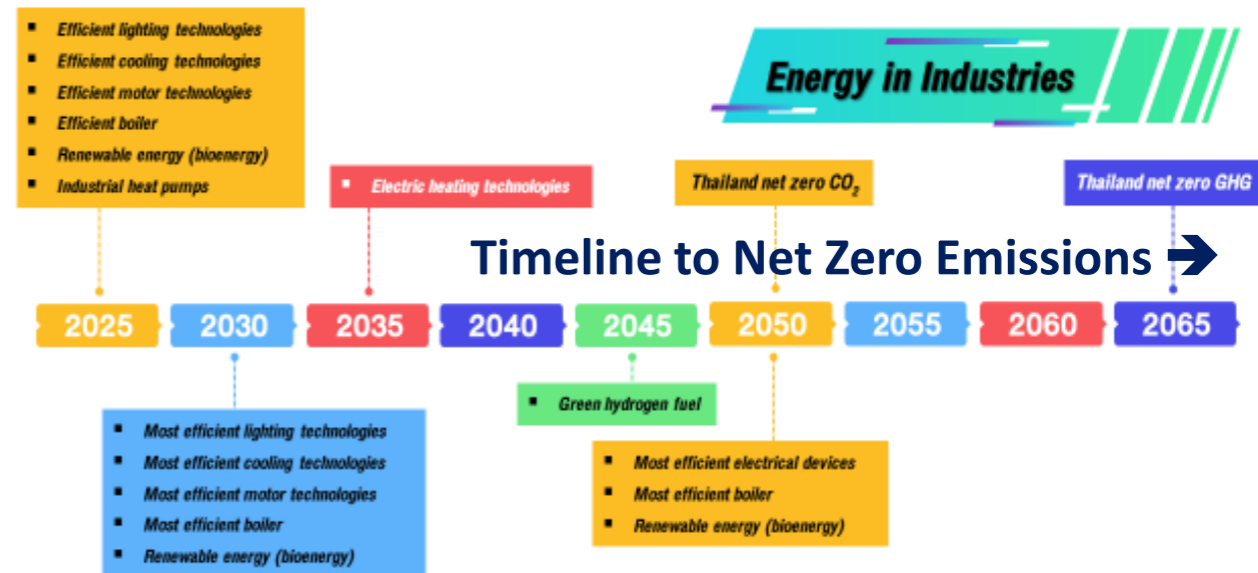 ▪ Efficient lighting technologies
▪ Efficient cooling technologies
▪ Efficient motor technologies
▪ Efficient boiler
▪ Renewable energy (bioenergy)
▪ Industrial heat pumps
Energy in Industries
▪ Electric heating technologies
Thailand net zero CO₂
Thailand net zero GHG
Timeline to Net Zero Emissions ➔
2025 2030 2035 2040 2045 2050 2055 2060 2065
▪ Most efficient lighting technologies
▪ Most efficient cooling technologies
▪ Most efficient motor technologies
▪ Most efficient boiler
▪ Renewable energy (bioenergy)
▪ Green hydrogen fuel
▪ Most efficient electrical devices
▪ Most efficient boiler
▪ Renewable energy (bioenergy)